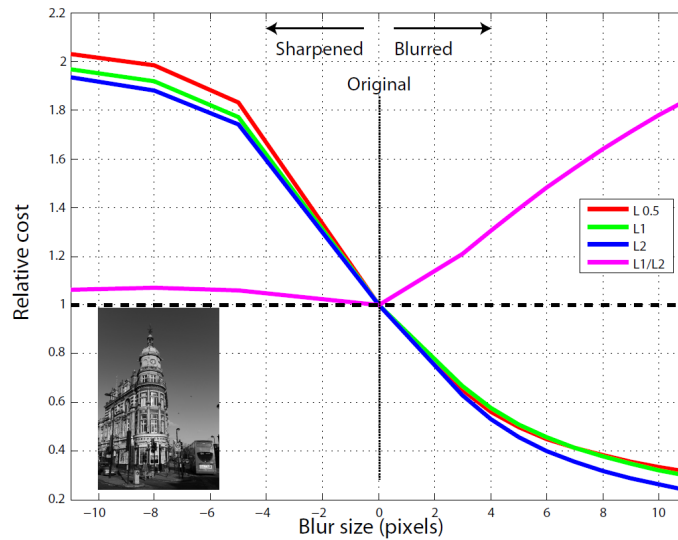 2.2
2
1.8
1.6
1.4
1.2
1
0.8
0.6
0.4
0.2
Relative cost
Sharpened Blurred
Original
L 0.5
L1
L2
L1/L2
−10 −8 −6 −4 −2 0 2 4 6 8 10
Blur size (pixels)